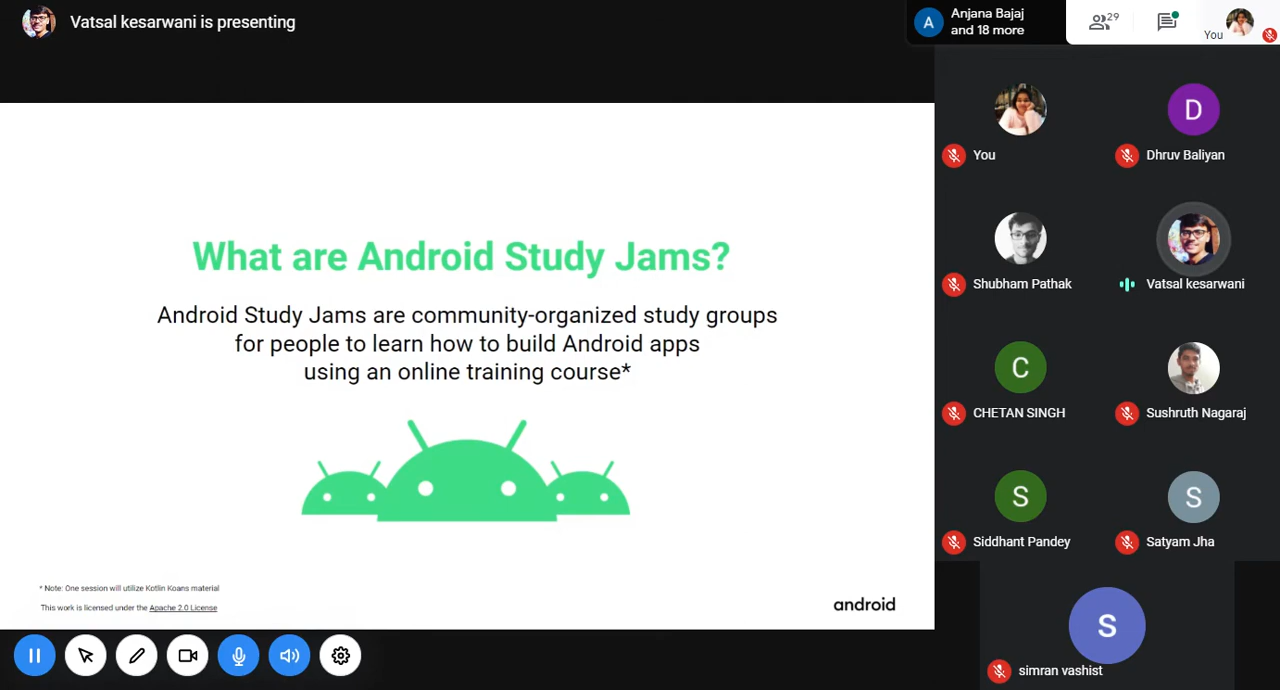 Vatsal kesarwani is presenting
A
Anjana Bajaj
and 18 more
29
You
You
D
Dhruv Baliyan
Shubham Pathak
Vatsal kesarwani
C
CHETAN SINGH
Sushruth Nagaraj
S
Siddhant Pandey
S
Satyam Jha
S
simran vashist
What are Android Study Jams?
Android Study Jams are community-organized study groups
for people to learn how to build Android apps
using an online training course*
* Note: One session will utilize Kotlin Koans material
This work is licensed under the Apache 2.0 License
android